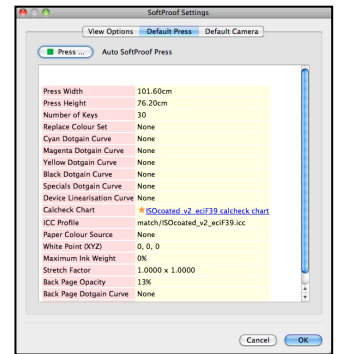 SoftProof Settings
View Options Default Press Default Camera
Press ... Auto SoftProof Press
Press Width 101.60cm
Press Height 76.20cm
Number of Keys 30
Replace Colour Set None
Cyan Dotgain Curve None
Magenta Dotgain Curve None
Yellow Dotgain Curve None
Black Dotgain Curve None
Specials Dotgain Curve None
Device Linearisation Curve None
Calcheck Chart ISOcoated_v2_eciF39 calcheck chart
ICC Profile match/ISOcoated_v2_eciF39.icc
Paper Colour Source None
White Point (XYZ) 0, 0, 0
Maximum Ink Weight 0%
Stretch Factor 1.0000 x 1.0000
Back Page Opacity 13%
Back Page Dotgain Curve None
Cancel OK